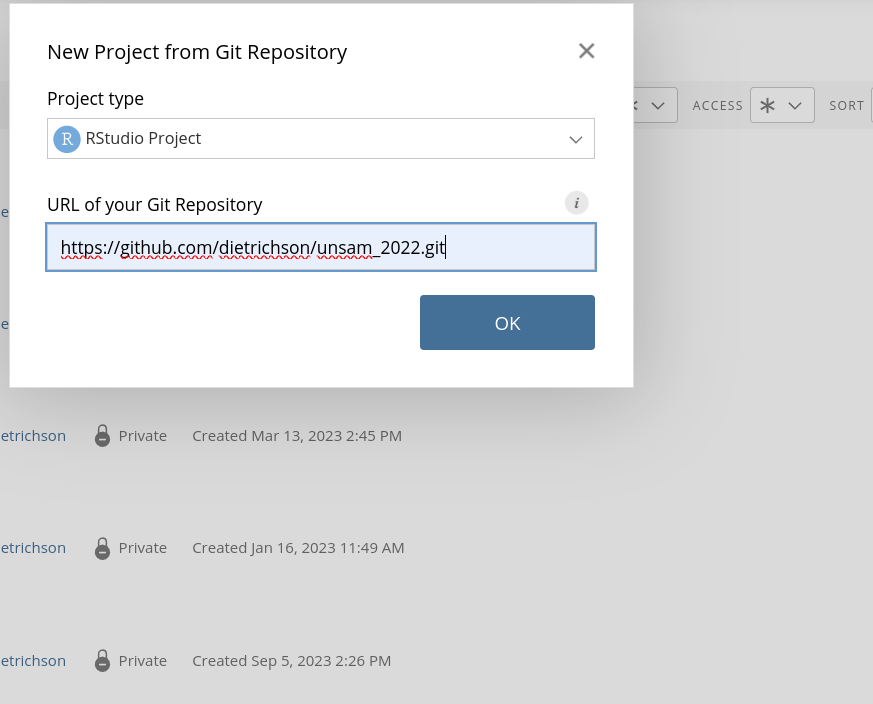 New Project from Git Repository
Project type
R RStudio Project
URL of your Git Repository
i
https://github.com/dietrichson/unsam_2022.git
OK
ACCESS
SORT
e
e
etrichson Private Created Mar 13, 2023 2:45 PM
etrichson Private Created Jan 16, 2023 11:49 AM
etrichson Private Created Sep 5, 2023 2:26 PM